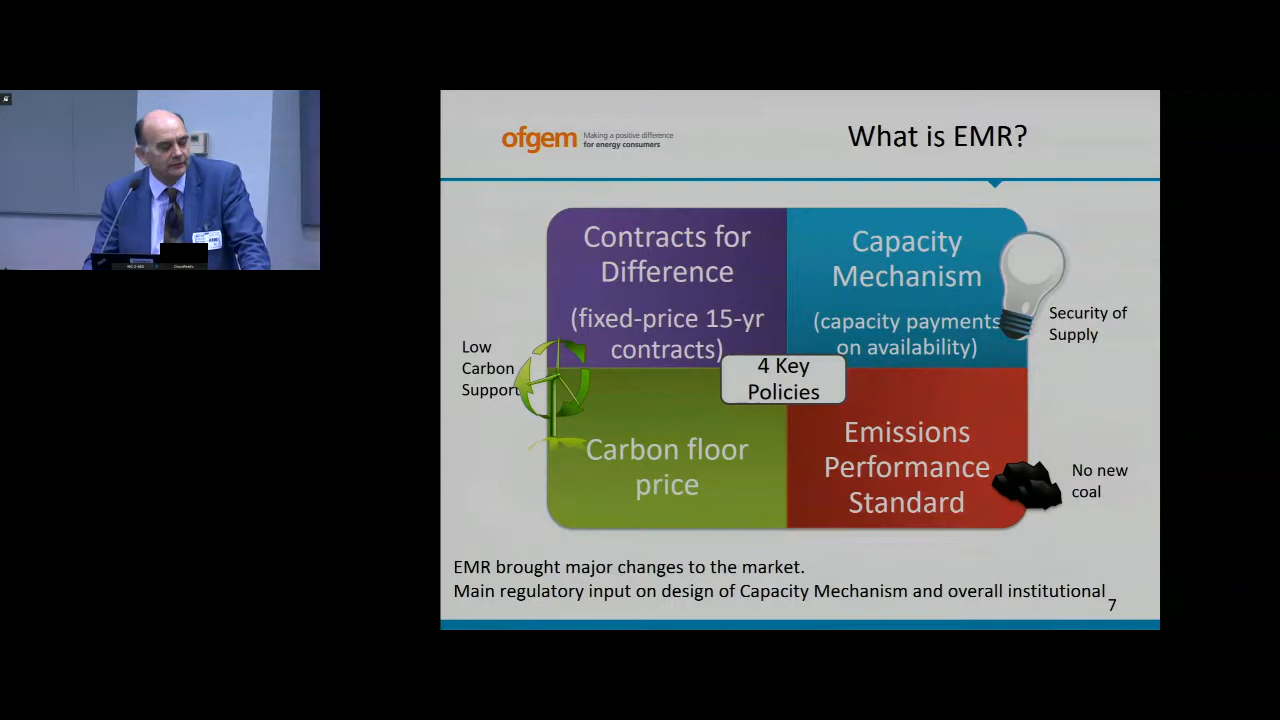 ofgem
Making a positive difference
for energy consumers
What is EMR?
Contracts for
Difference
(fixed-price 15-yr
contracts)
Capacity
Mechanism
(capacity payments
on availability)
Security of
Supply
Low
Carbon
Support
4 Key
Policies
Carbon floor
price
Emissions
Performance
Standard
No new
coal
EMR brought major changes to the market.
Main regulatory input on design of Capacity Mechanism and overall institutional
7